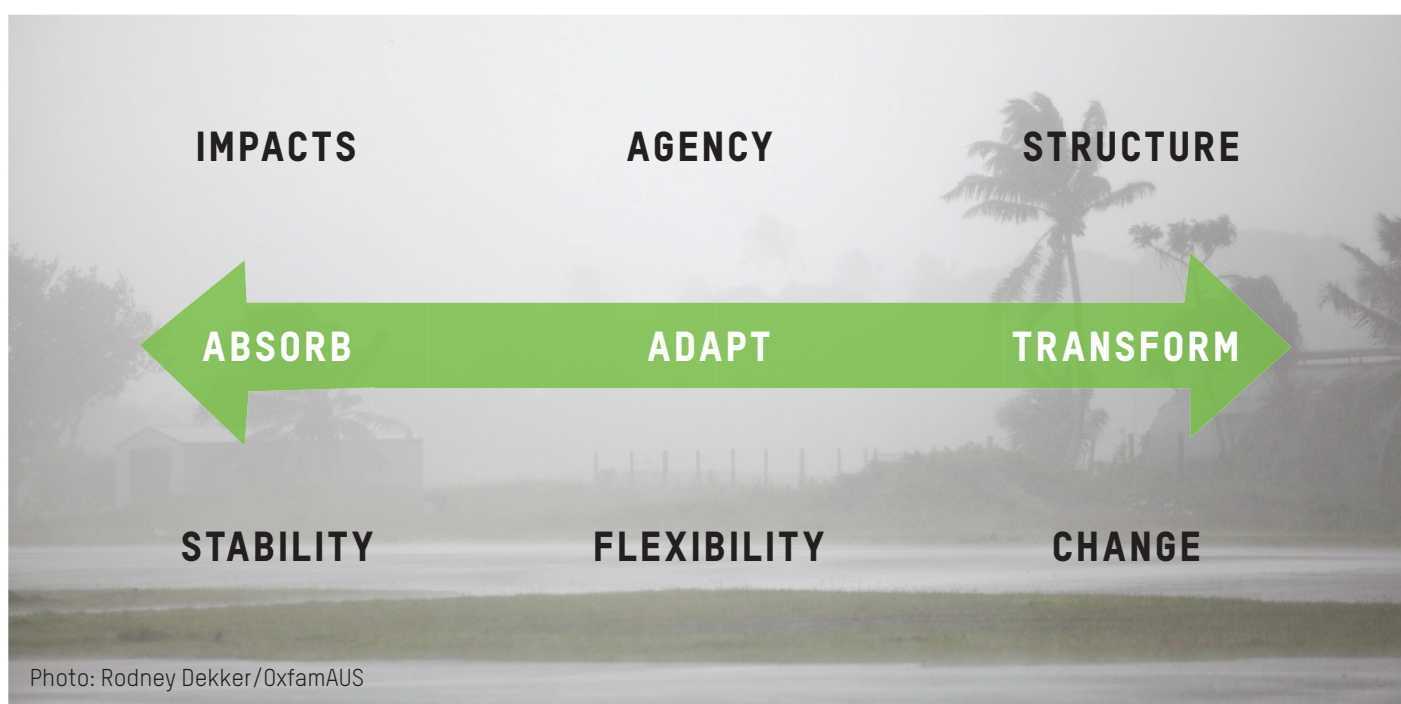 IMPACTS AGENCY STRUCTURE
ABSORB ADAPT TRANSFORM
STABILITY FLEXIBILITY CHANGE
Photo: Rodney Dekker/OxfamAUS